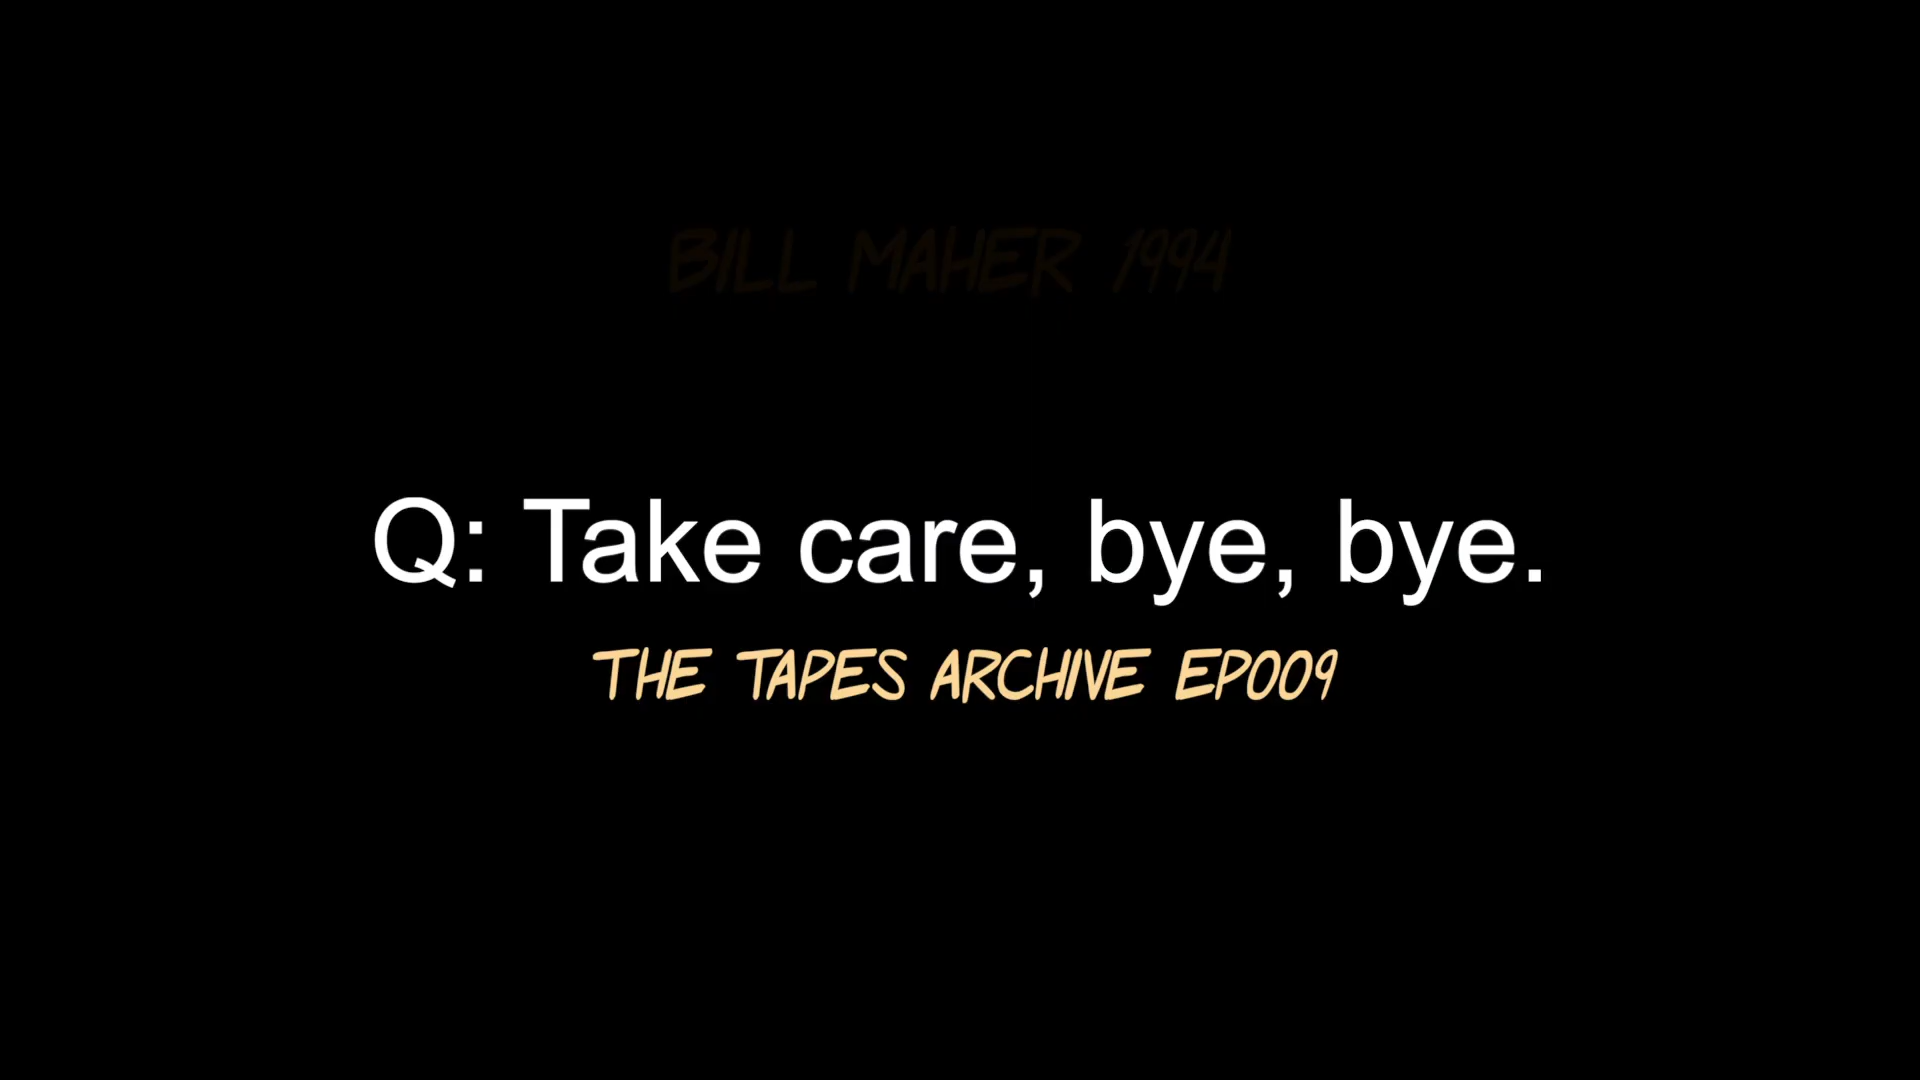 BILL MAHER 1994
Q: Take care, bye, bye.
THE TAPES ARCHIVE EP009